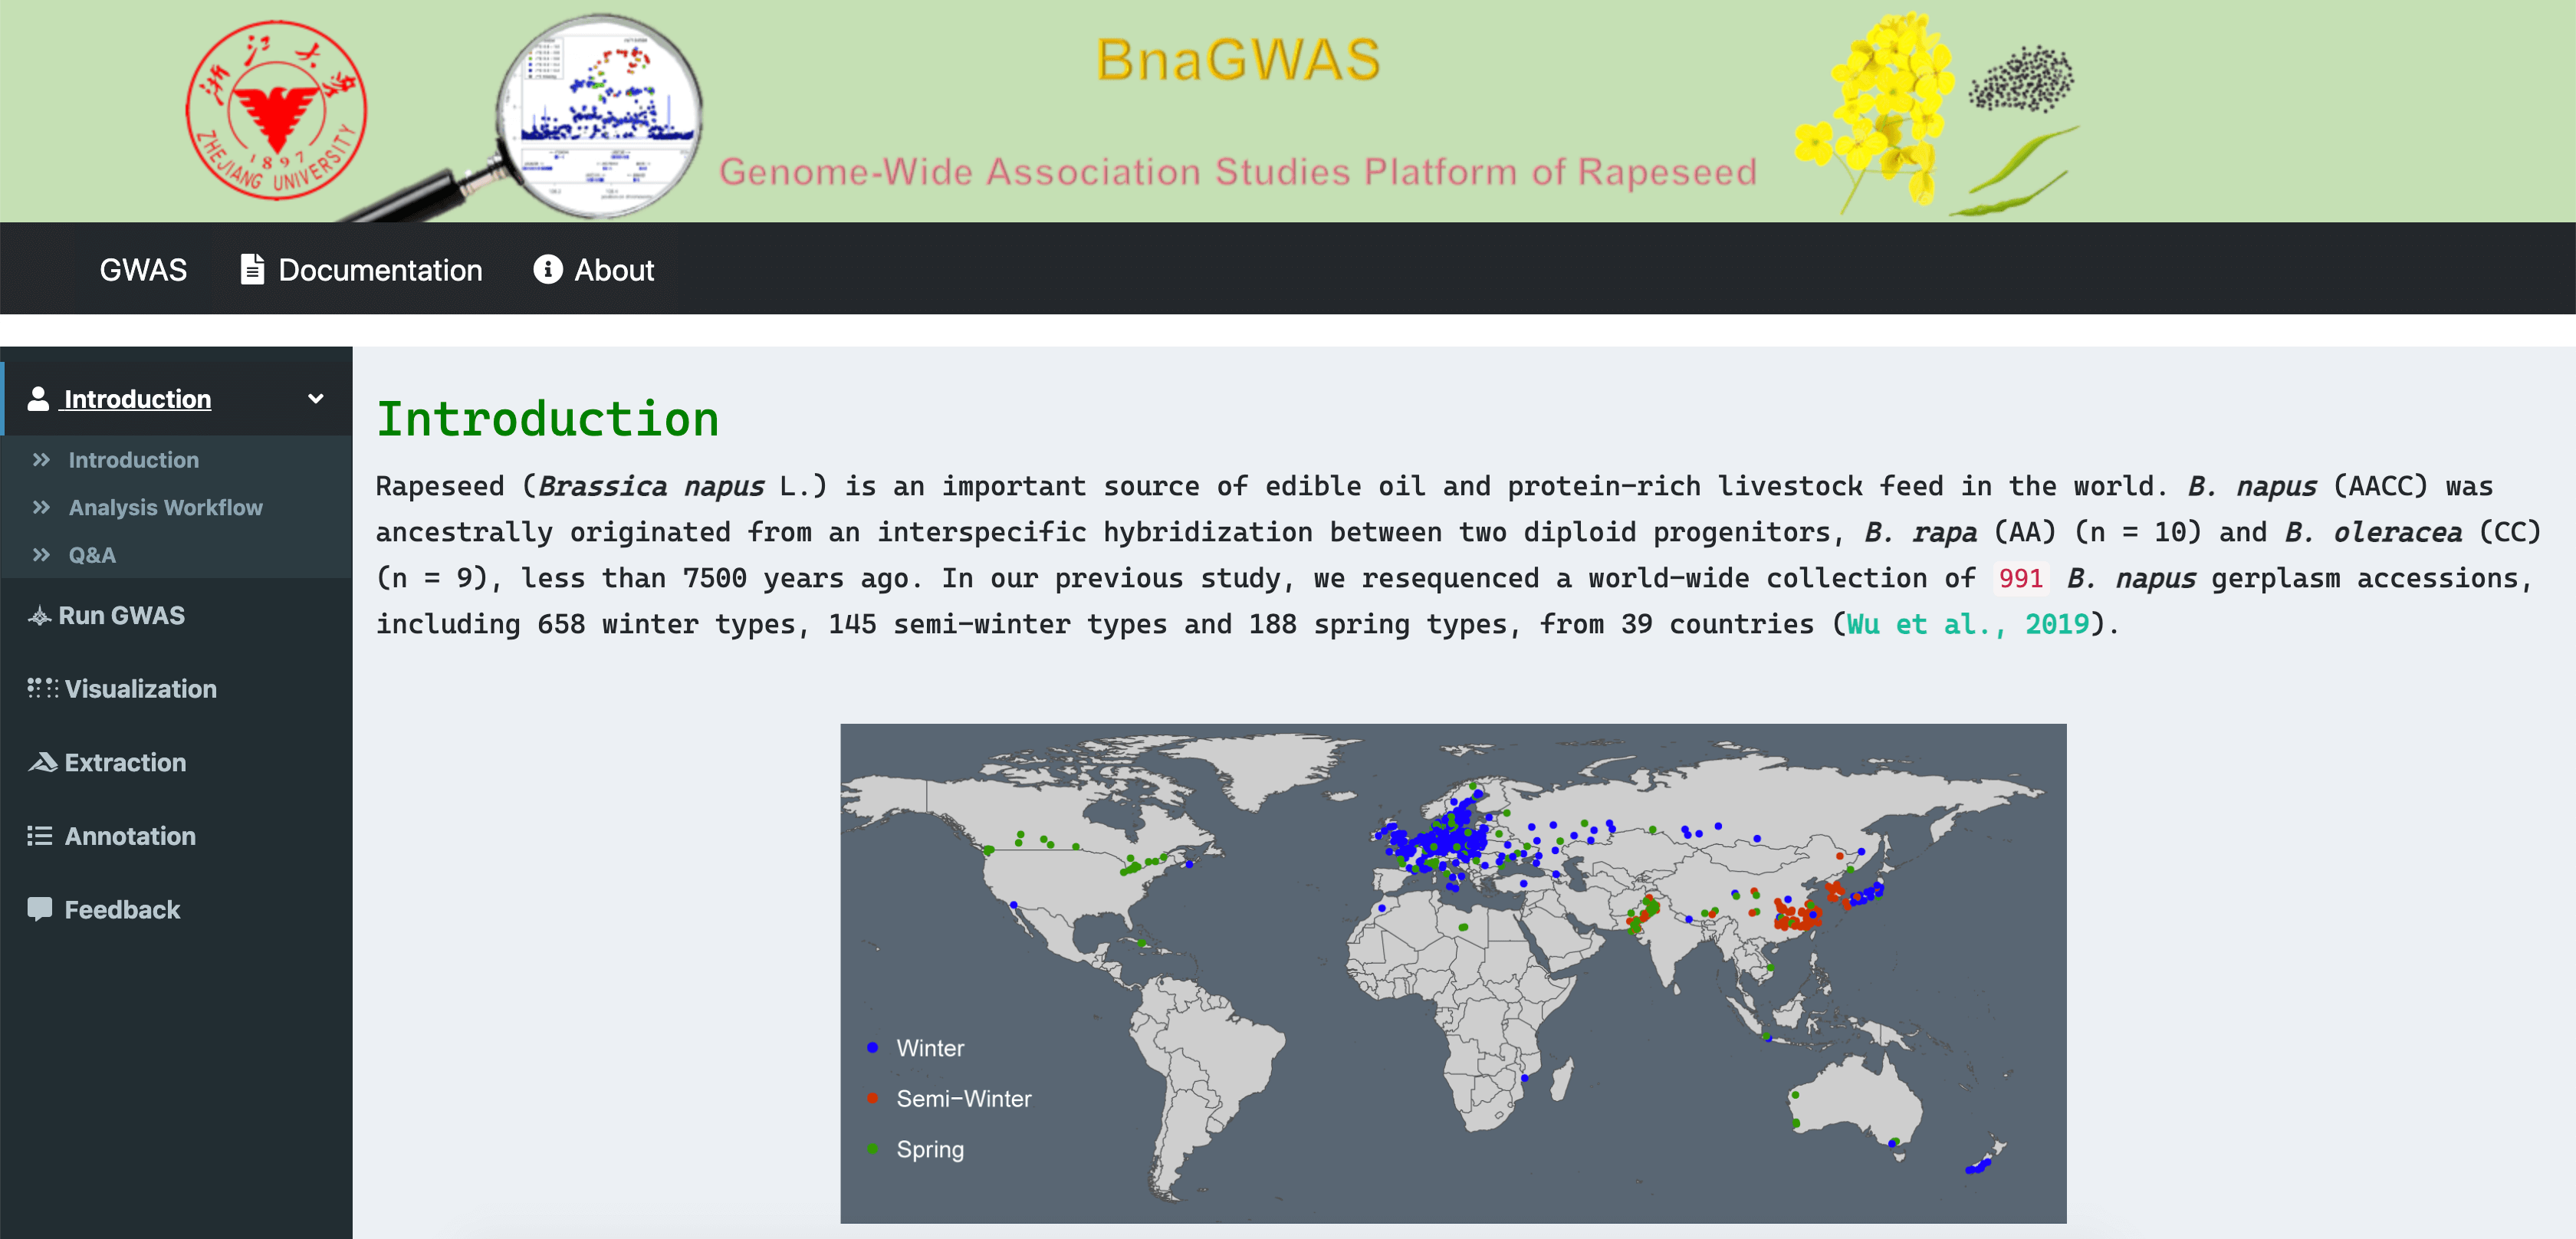 浙江大学
ZHEJIANG UNIVERSITY
1897
BnaGWAS
Genome-Wide Association Studies Platform of Rapeseed
GWAS
Documentation
About
Introduction
Introduction
Analysis Workflow
Q&A
Run GWAS
Visualization
Extraction
Annotation
Feedback
Introduction
Rapeseed (Brassica napus L.) is an important source of edible oil and protein-rich livestock feed in the world. B. napus (AACC) was
ancestrally originated from an interspecific hybridization between two diploid progenitors, B. rapa (AA) (n = 10) and B. oleracea (CC)
(n = 9), less than 7500 years ago. In our previous study, we resequenced a world-wide collection of 991 B. napus gerplasm accessions,
including 658 winter types, 145 semi-winter types and 188 spring types, from 39 countries (Wu et al., 2019).
Winter
Semi-Winter
Spring